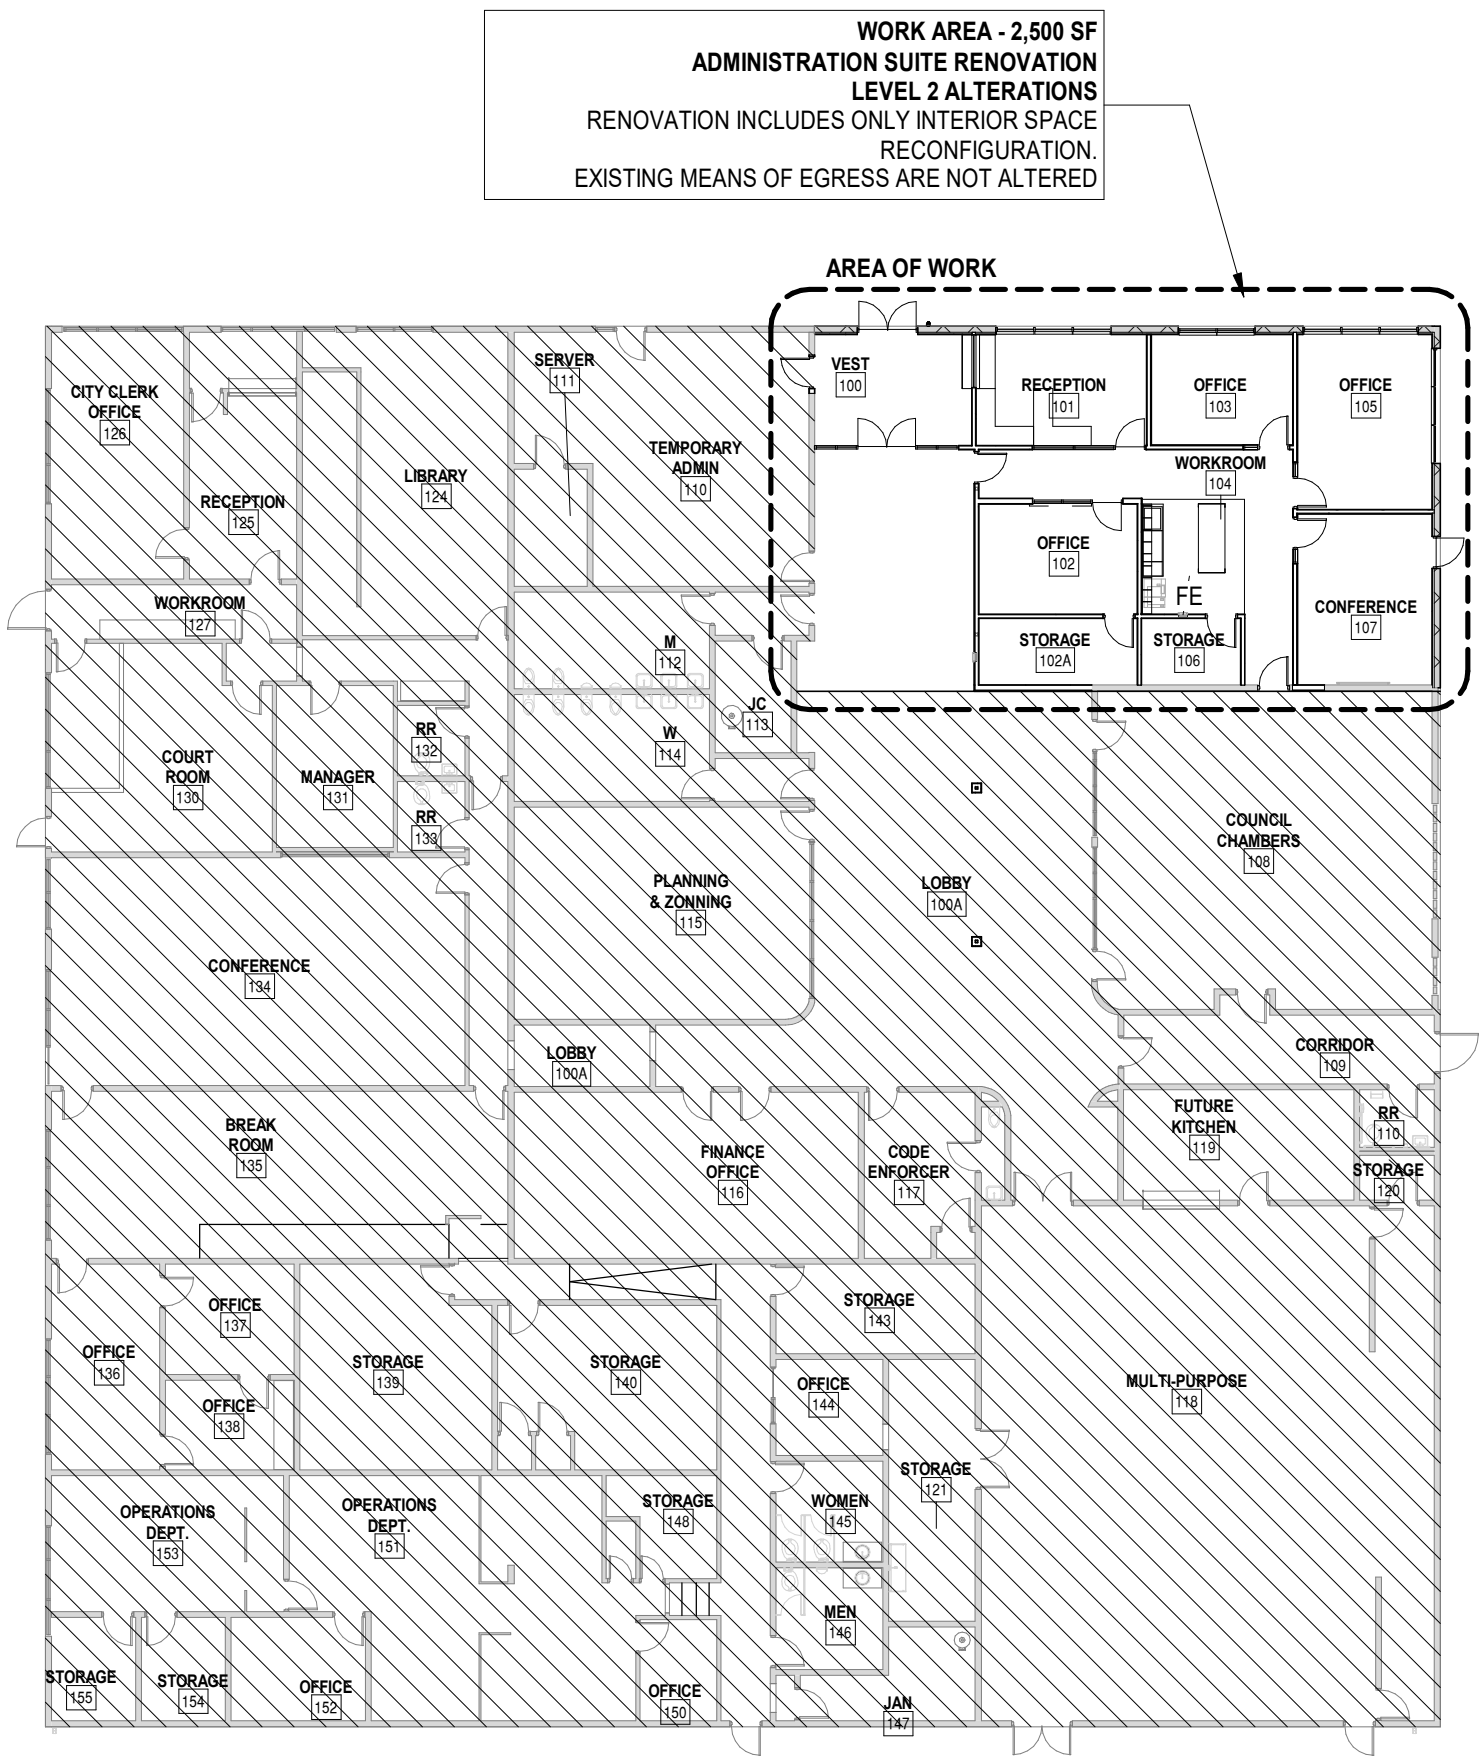 WORK AREA - 2,500 SF
ADMINISTRATION SUITE RENOVATION
LEVEL 2 ALTERATIONS
RENOVATION INCLUDES ONLY INTERIOR SPACE
RECONFIGURATION.
EXISTING MEANS OF EGRESS ARE NOT ALTERED
AREA OF WORK
CITY CLERK
OFFICE
126
RECEPTION
125
LIBRARY
124
SERVER
111
TEMPORARY
ADMIN
110
VEST
100
RECEPTION
101
OFFICE
103
OFFICE
105
WORKROOM
104
OFFICE
102
FE
STORAGE
102A
STORAGE
106
CONFERENCE
107
WORKROOM
127
M
112
JC
113
W
114
COURT
ROOM
130
MANAGER
131
RR
132
RR
133
PLANNING
& ZONNING
115
LOBBY
100A
COUNCIL
CHAMBERS
108
CONFERENCE
134
LOBBY
100A
CORRIDOR
109
BREAK
ROOM
135
FINANCE
OFFICE
116
CODE
ENFORCER
117
FUTURE
KITCHEN
119
RR
110
STORAGE
120
OFFICE
136
OFFICE
137
OFFICE
138
STORAGE
139
STORAGE
140
STORAGE
143
OFFICE
144
STORAGE
121
MULTI-PURPOSE
118
OPERATIONS
DEPT.
153
OPERATIONS
DEPT.
151
STORAGE
148
WOMEN
145
MEN
146
STORAGE
155
STORAGE
154
OFFICE
152
OFFICE
150
JAN
147